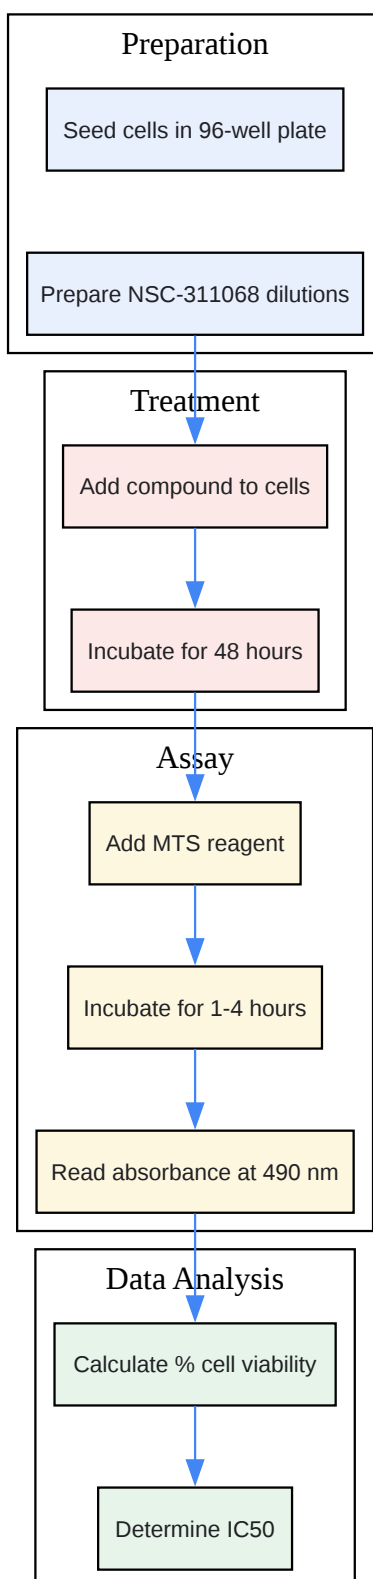 Preparation
Seed cells in 96-well plate
Prepare NSC-311068 dilutions
Treatment
Add compound to cells
Incubate for 48 hours
Assay
Add MTS reagent
Incubate for 1-4 hours
Read absorbance at 490 nm
Data Analysis
Calculate % cell viability
Determine IC50